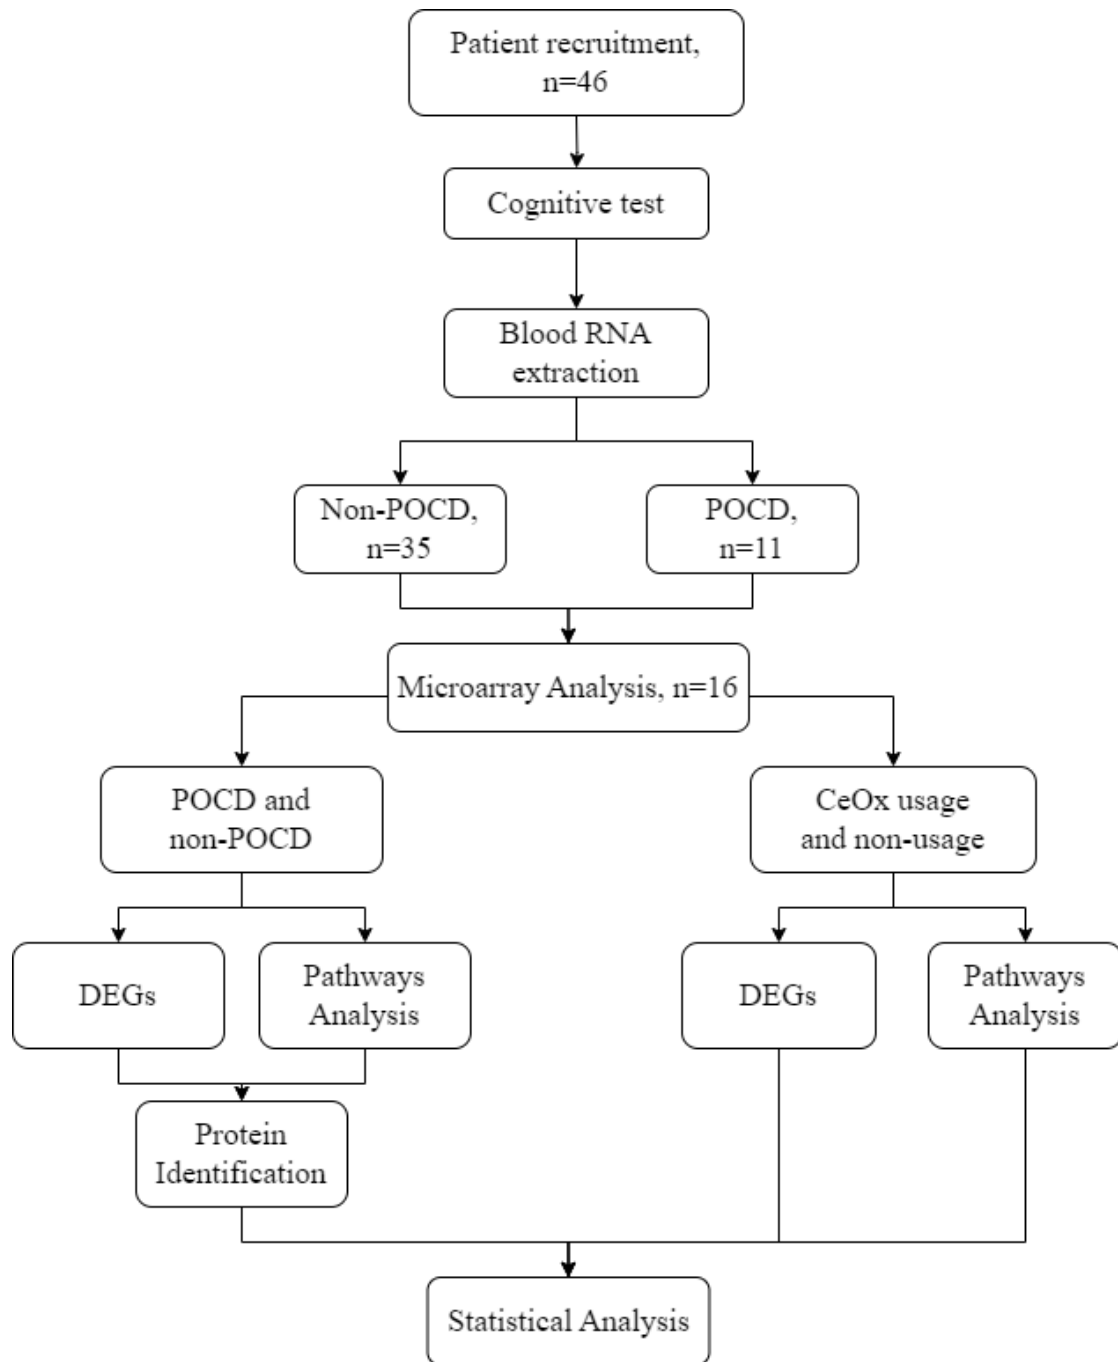 Patient recruitment,
n=46
Cognitive test
Blood RNA
extraction
Non-POCD,
n=35
POCD,
n=11
Microarray Analysis, n=16
POCD and
non-POCD
CeOx usage
and non-usage
DEGs
Pathways
Analysis
DEGs
Pathways
Analysis
Protein
Identification
Statistical Analysis